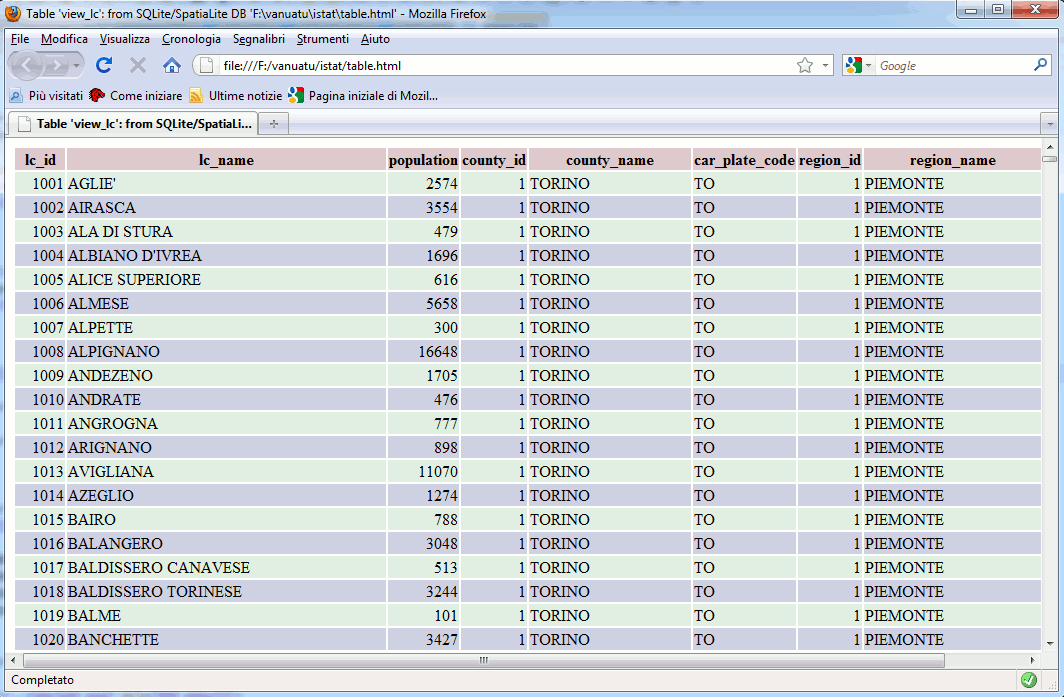 Table 'view_lc': from SQLite/SpatiaLite DB 'F:\vanuatu\istat\table.html' - Mozilla Firefox
File Modifica Visualizza Cronologia Segnalibri Strumenti Aiuto
file:///F:/vanuatu/istat/table.html Google
Più visitati Come iniziare Ultime notizie Pagina iniziale di Mozil...
Table 'view_lc': from SQLite/SpatiaLi...
lc_id lc_name population county_id county_name car_plate_code region_id region_name
1001 AGLIE' 2574 1 TORINO TO 1 PIEMONTE
1002 AIRASCA 3554 1 TORINO TO 1 PIEMONTE
1003 ALA DI STURA 479 1 TORINO TO 1 PIEMONTE
1004 ALBIANO D'IVREA 1696 1 TORINO TO 1 PIEMONTE
1005 ALICE SUPERIORE 616 1 TORINO TO 1 PIEMONTE
1006 ALMESE 5658 1 TORINO TO 1 PIEMONTE
1007 ALPETTE 300 1 TORINO TO 1 PIEMONTE
1008 ALPIGNANO 16648 1 TORINO TO 1 PIEMONTE
1009 ANDEZENO 1705 1 TORINO TO 1 PIEMONTE
1010 ANDRATE 476 1 TORINO TO 1 PIEMONTE
1011 ANGROGNA 777 1 TORINO TO 1 PIEMONTE
1012 ARIGNANO 898 1 TORINO TO 1 PIEMONTE
1013 AVIGLIANA 11070 1 TORINO TO 1 PIEMONTE
1014 AZEGLIO 1274 1 TORINO TO 1 PIEMONTE
1015 BAIRO 788 1 TORINO TO 1 PIEMONTE
1016 BALANGERO 3048 1 TORINO TO 1 PIEMONTE
1017 BALDISSERO CANAVESE 513 1 TORINO TO 1 PIEMONTE
1018 BALDISSERO TORINESE 3244 1 TORINO TO 1 PIEMONTE
1019 BALME 101 1 TORINO TO 1 PIEMONTE
1020 BANCHETTE 3427 1 TORINO TO 1 PIEMONTE
Completato